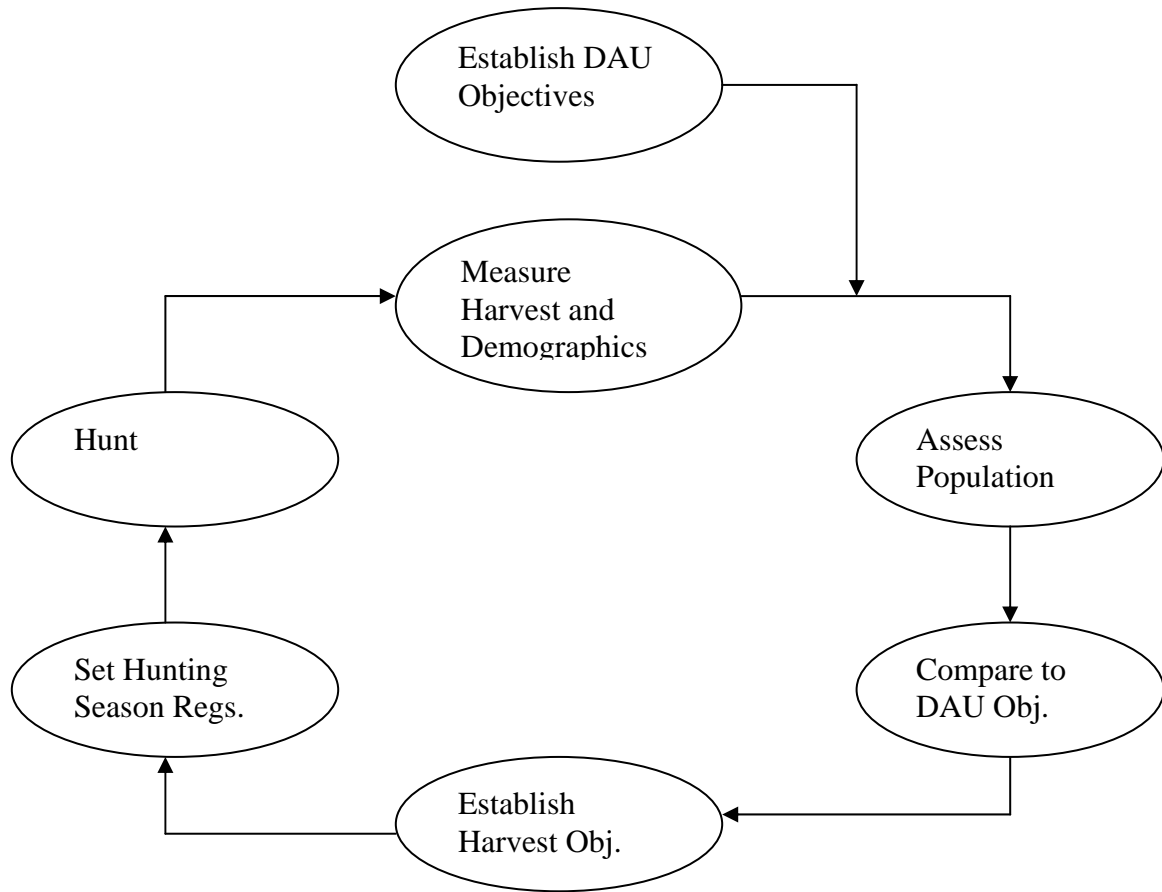 Establish DAU
Objectives
Measure
Harvest and
Demographics
Hunt
Assess
Population
Set Hunting
Season Regs.
Compare to
DAU Obj.
Establish
Harvest Obj.